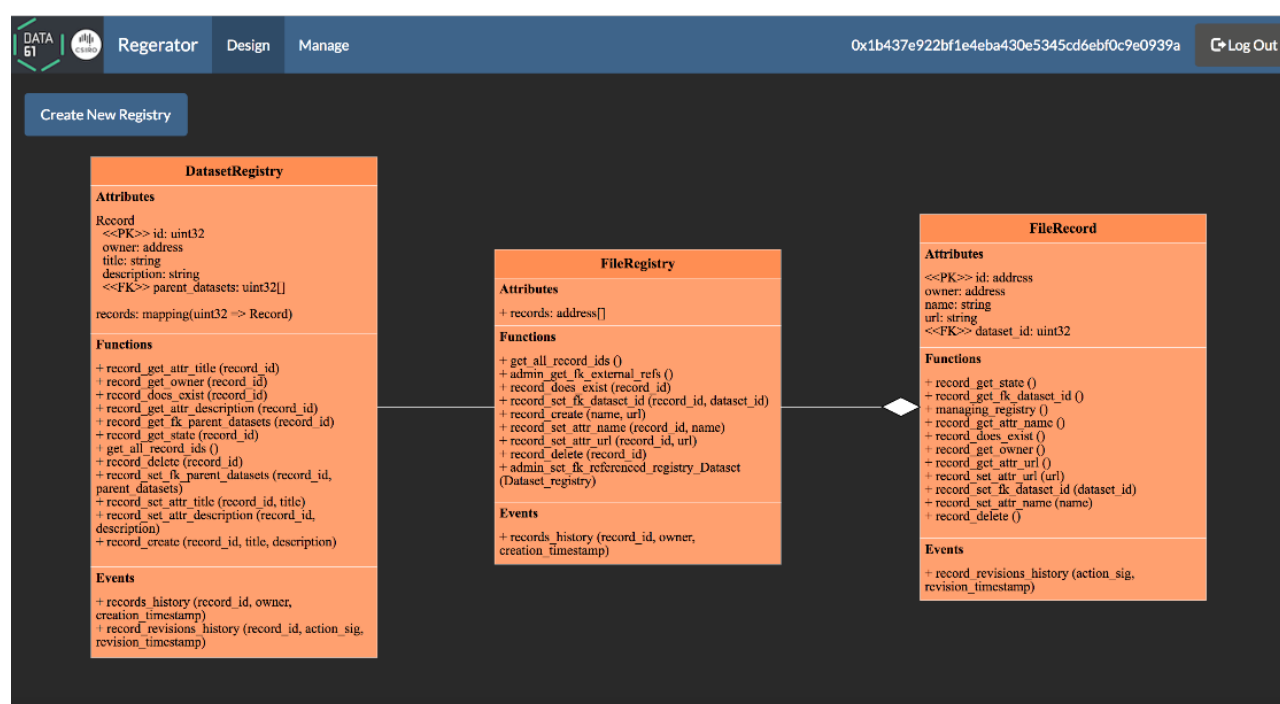 DATA
61
CSIRO
Regerator
Design
Manage
0x1b437e922bf1e4eba430e5345cd6ebf0c9e0939a
Log Out
Create New Registry
DatasetRegistry
Attributes
Record
<<PK>> id: uint32
owner: address
title: string
description: string
<<FK>> parent_datasets: uint32[]
records: mapping(uint32 => Record)
Functions
+ record_get_attr_title (record_id)
+ record_get_owner (record_id)
+ record_does_exist (record_id)
+ record_get_attr_description (record_id)
+ record_get_fk_parent_datasets (record_id)
+ record_get_state (record_id)
+ get_all_record_ids ()
+ record_delete (record_id)
+ record_set_fk_parent_datasets (record_id,
parent_datasets)
+ record_set_attr_title (record_id, title)
+ record_set_attr_description (record_id,
description)
+ record_create (record_id, title, description)
Events
+ records_history (record_id, owner,
creation_timestamp)
+ record_revisions_history (record_id, action_sig,
revision_timestamp)
FileRegistry
Attributes
+ records: address[]
Functions
+ get_all_record_ids ()
+ admin_get_fk_external_refs ()
+ record_does_exist (record_id)
+ record_set_fk_dataset_id (record_id, dataset_id)
+ record_create (name, url)
+ record_set_attr_name (record_id, name)
+ record_set_attr_url (record_id, url)
+ record_delete (record_id)
+ admin_set_fk_referenced_registry_Dataset
(Dataset_registry)
Events
+ records_history (record_id, owner,
creation_timestamp)
FileRecord
Attributes
<<PK>> id: address
owner: address
name: string
url: string
<<FK>> dataset_id: uint32
Functions
+ record_get_state ()
+ record_get_fk_dataset_id ()
+ managing_registry ()
+ record_get_attr_name ()
+ record_does_exist ()
+ record_get_owner ()
+ record_get_attr_url ()
+ record_set_attr_url (url)
+ record_set_fk_dataset_id (dataset_id)
+ record_set_attr_name (name)
+ record_delete ()
Events
+ record_revisions_history (action_sig,
revision_timestamp)